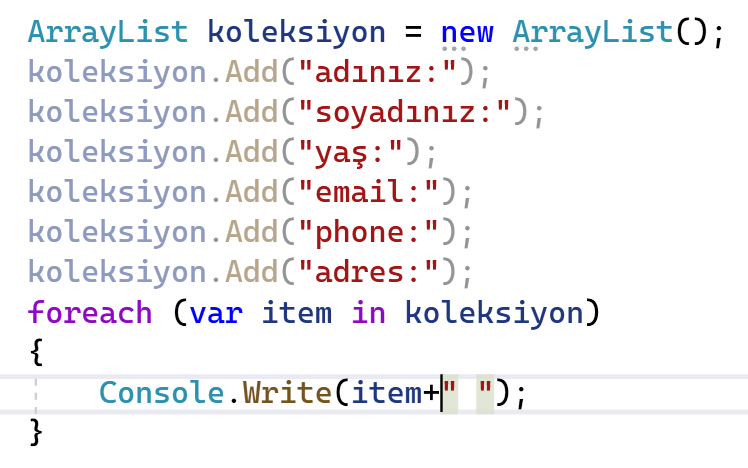 ArrayList koleksiyon = new ArrayList();
koleksiyon.Add("adınız:");
koleksiyon.Add("soyadınız:");
koleksiyon.Add("yaş:");
koleksiyon.Add("email:");
koleksiyon.Add("phone:");
koleksiyon.Add("adres:");
foreach (var item in koleksiyon)
{
    Console.Write(item+" ");
}